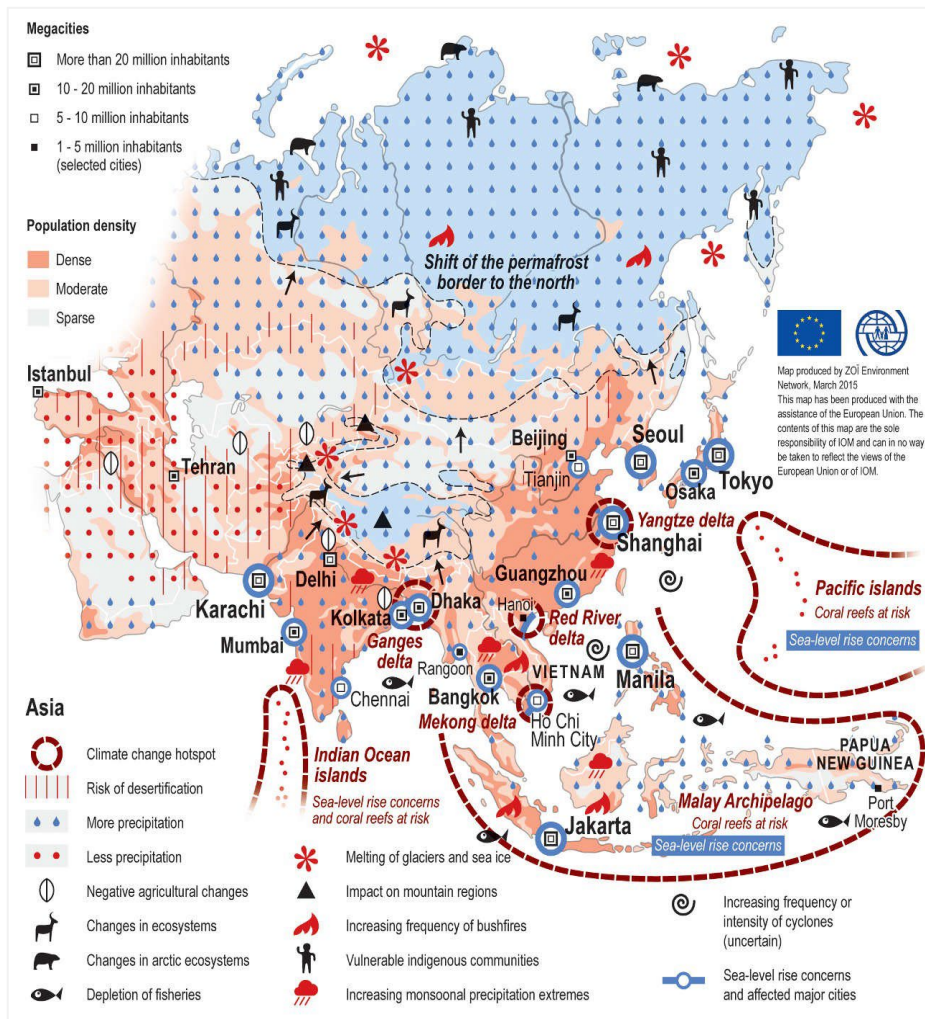 Megacities
More than 20 million inhabitants
10 - 20 million inhabitants
5 - 10 million inhabitants
1 - 5 million inhabitants
(selected cities)
Population density
Dense
Moderate
Sparse
Shift of the permafrost
border to the north
Map produced by ZOÏ Environment
Network, March 2015
This map has been produced with the
assistance of the European Union. The
contents of this map are the sole
responsibility of IOM and can in no way
be taken to reflect the views of the
European Union or of IOM.
Istanbul
Tehran
Beijing
Tianjin
Seoul
Osaka
Tokyo
Yangtze delta
Shanghai
Delhi
Karachi
Mumbai
Kolkata
Dhaka
Ganges
delta
Guangzhou
Hanoi
Red River
delta
Pacific islands
Coral reefs at risk
Sea-level rise concerns
Chennai
Rangoon
Bangkok
VIETNAM
Manila
Mekong delta
Ho Chi
Minh City
Indian Ocean
islands
Sea-level rise concerns
and coral reefs at risk
PAPUA
NEW GUINEA
Malay Archipelago
Coral reefs at risk
Sea-level rise concerns
Port
Moresby
Jakarta
Asia
Climate change hotspot
Risk of desertification
More precipitation
Less precipitation
Negative agricultural changes
Changes in ecosystems
Changes in arctic ecosystems
Depletion of fisheries
Melting of glaciers and sea ice
Impact on mountain regions
Increasing frequency of bushfires
Vulnerable indigenous communities
Increasing monsoonal precipitation extremes
Increasing frequency or
intensity of cyclones
(uncertain)
Sea-level rise concerns
and affected major cities